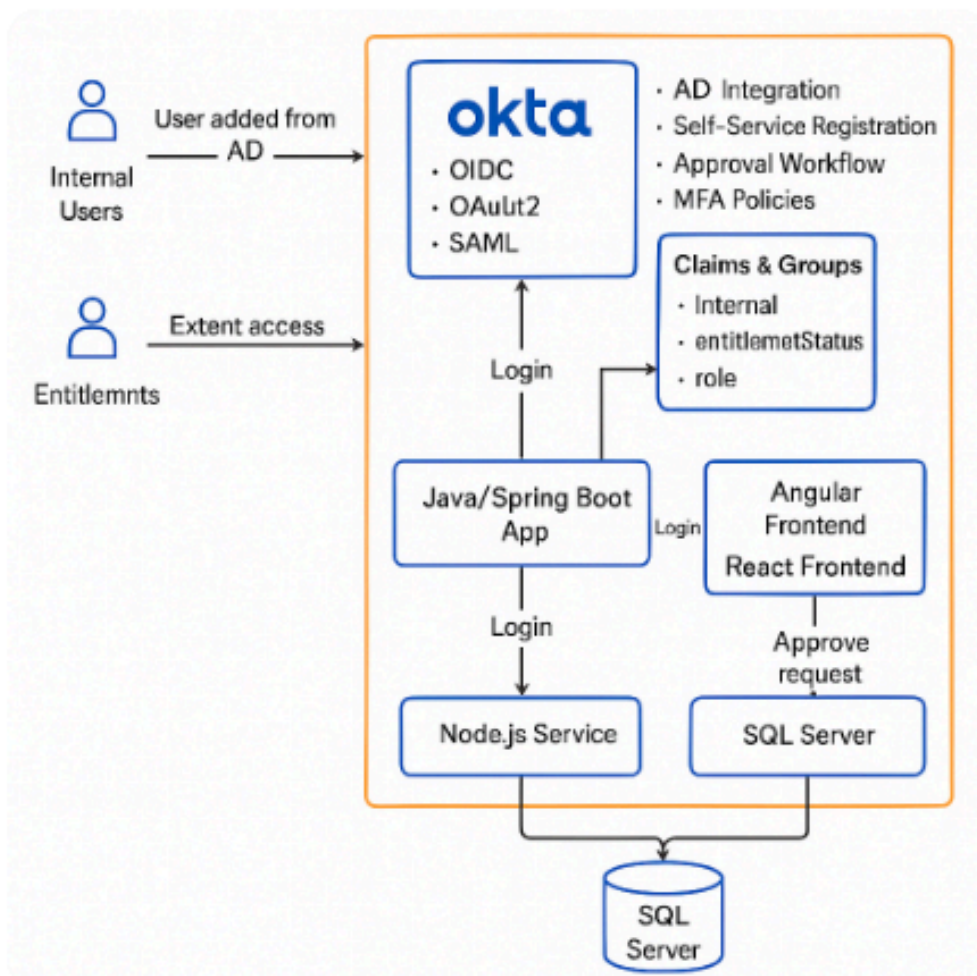 Internal
Users
User added from
AD
okta
· OIDC
· OAulut2
· SAML
· AD Integration
· Self-Service Registration
· Approval Workflow
· MFA Policies
Entitlemnts
Extent access
Claims & Groups
· Internal
· entitlemetStatus
· role
Login
Java/Spring Boot
App
Login
Angular
Frontend
React Frontend
Login
Approve
request
Node.js Service
SQL Server
SQL
Server